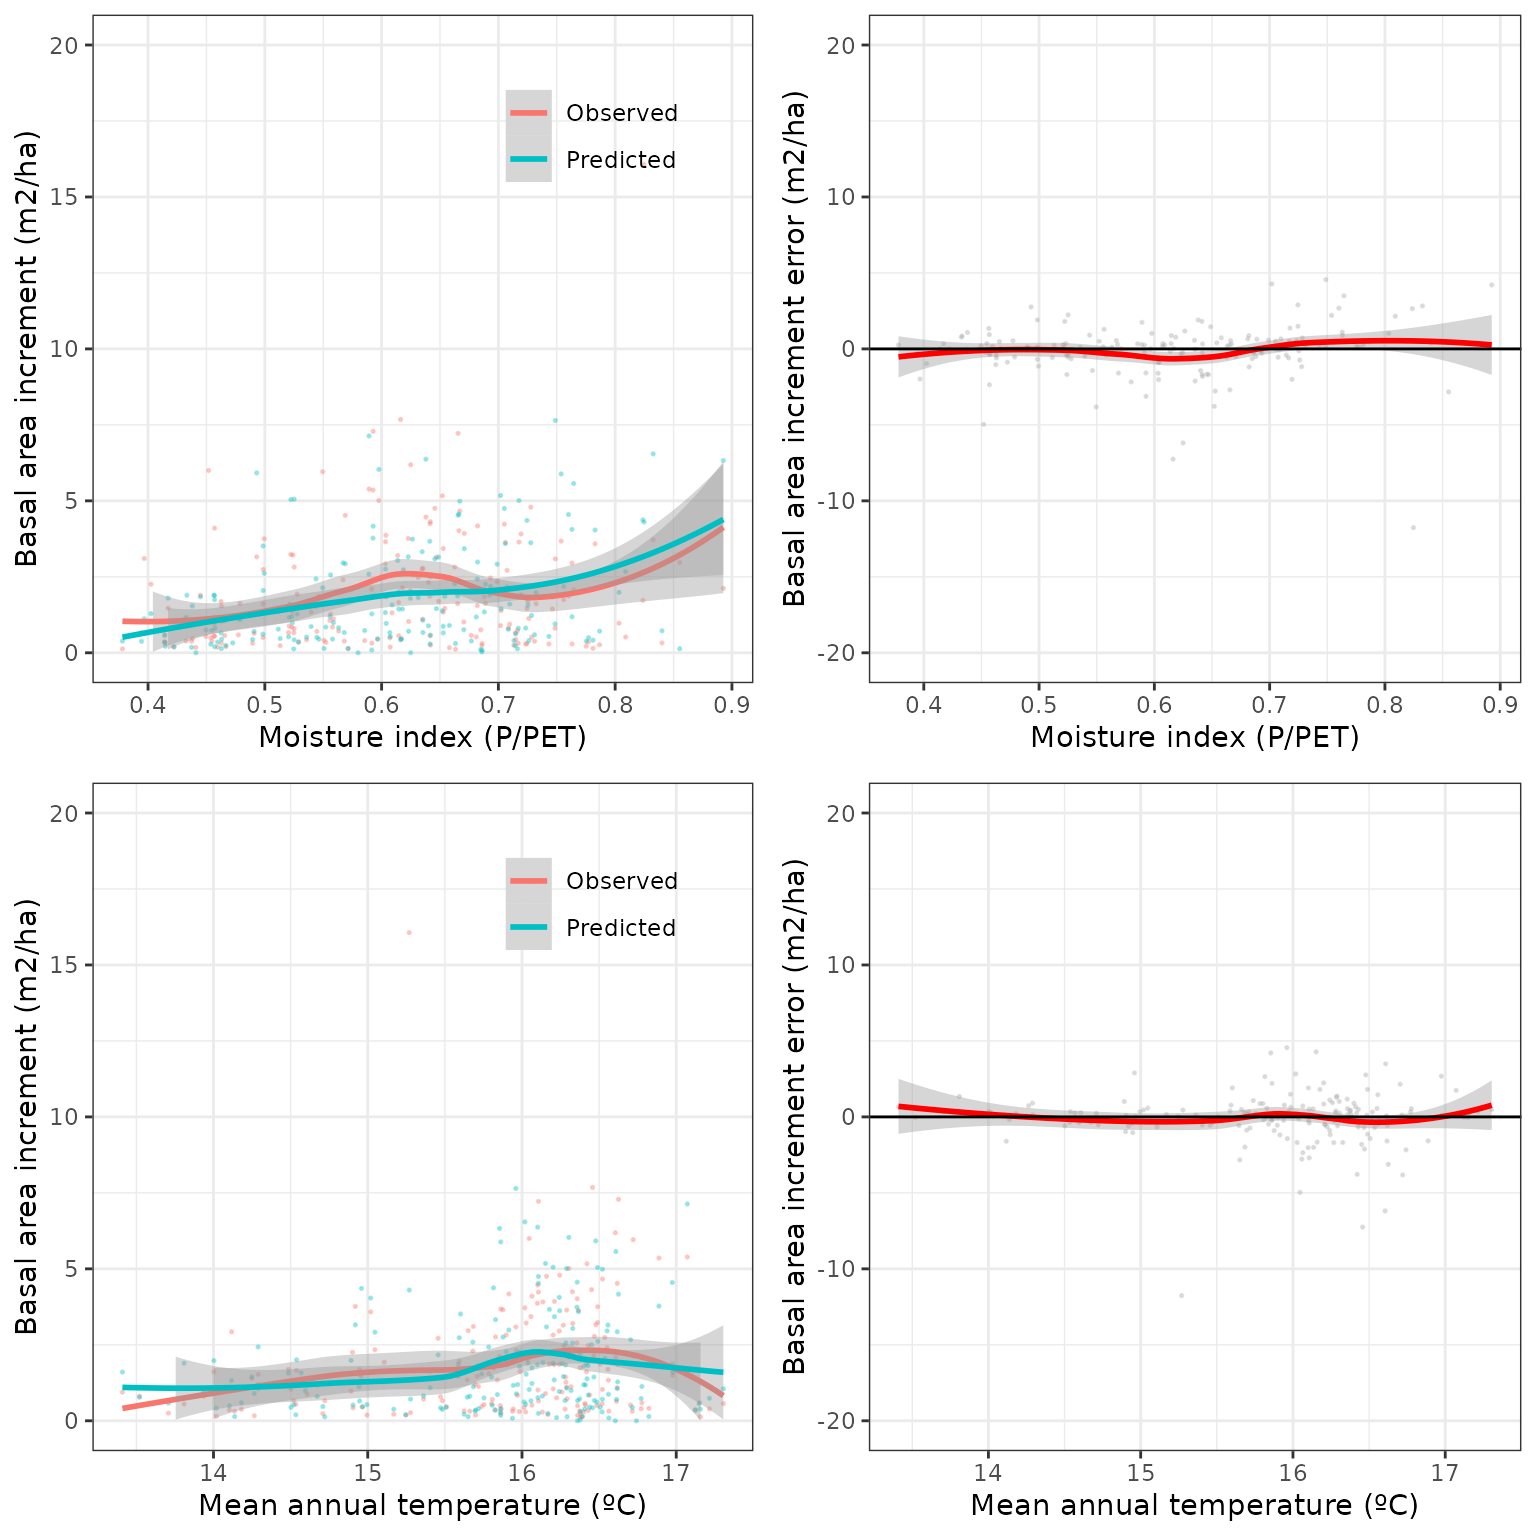 20
15
10
5
0
Basal area increment (m2/ha)
Observed
Predicted
0.4 0.5 0.6 0.7 0.8 0.9
Moisture index (P/PET)
20
10
0
-10
-20
Basal area increment error (m2/ha)
0.4 0.5 0.6 0.7 0.8 0.9
Moisture index (P/PET)
20
15
10
5
0
Basal area increment (m2/ha)
Observed
Predicted
14 15 16 17
Mean annual temperature (ºC)
20
10
0
-10
-20
Basal area increment error (m2/ha)
14 15 16 17
Mean annual temperature (ºC)